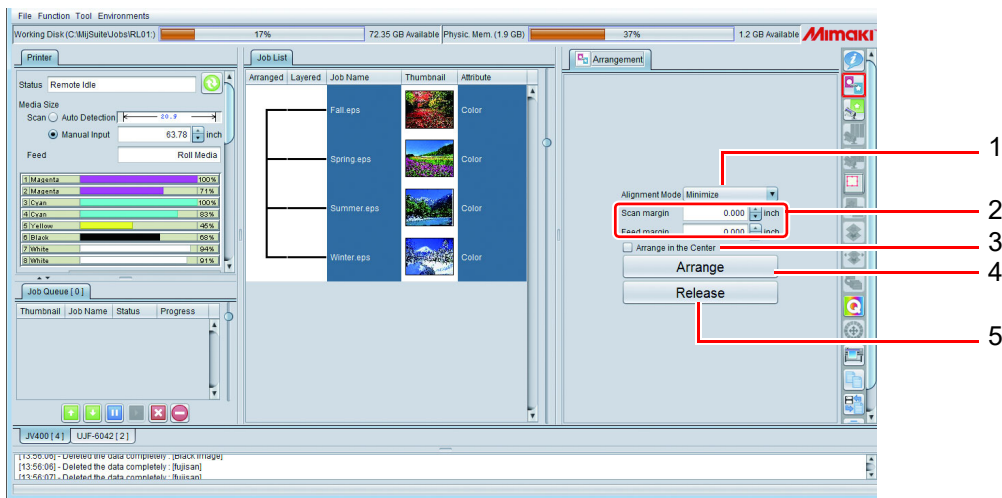 File Function Tool Environments
Working Disk (C:\MijSuite\Jobs\RL01:) 17% 72.35 GB Available Physic. Mem. (1.9 GB) 37% 1.2 GB Available Mimaki
Printer
Status Remote Idle
Media Size
Scan Auto Detection 20.9
Manual Input 63.78 inch
Feed Roll Media
1 Magenta 100%
2 Magenta 71%
3 Cyan 100%
4 Cyan 83%
5 Yellow 45%
6 Black 68%
7 White 94%
8 White 91%
Job Queue [ 0 ]
Thumbnail Job Name Status Progress
Job List
Arranged Layered Job Name Thumbnail Attribute
Fall.eps Color
Spring.eps Color
Summer.eps Color
Winter.eps Color
Arrangement
Alignment Mode Minimize
Scan margin 0.000 inch
Feed margin 0.000 inch
Arrange in the Center
Arrange
Release
1
2
3
4
5
JV400 [ 4 ] UJF-6042 [ 2 ]
[13:56:06] - Deleted the data completely : [Black Image]
[13:56:06] - Deleted the data completely : [fujisan]
[13:56:07] - Deleted the data completely : [fujisan]